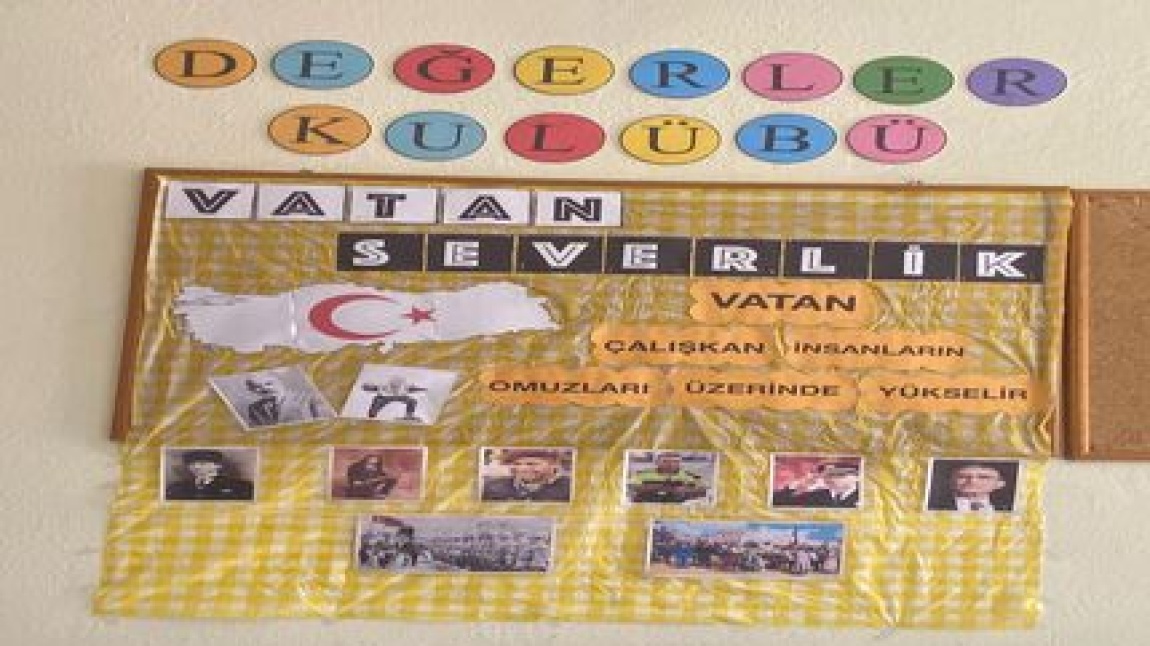 DEĞERLER
KULÜBÜ
VATAN
SEVERLİK
VATAN
ÇALIŞKAN İNSANLARIN
OMUZLARI ÜZERİNDE YÜKSELİR